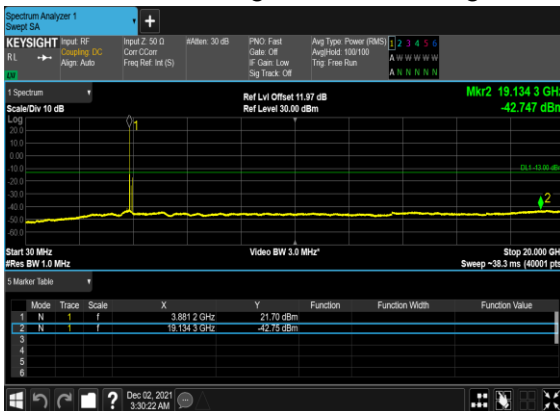 Spectrum Analyzer 1
Swept SA
KEYSIGHT Input: RF Input Z: 50 Ω #Atten: 30 dB PNO: Fast Avg Type: Power (RMS) 1 2 3 4 5 6
RL Coupling: DC Corr CCorr Gate: Off Avg|Hold: 100/100 A W W W W W
Align: Auto Freq Ref: Int (S) IF Gain: Low Trig: Free Run
LV Sig Track: Off A N N N N N
1 Spectrum Ref Lvl Offset 11.97 dB Mkr2 19.134 3 GHz
Scale/Div 10 dB Ref Level 30.00 dBm -42.747 dBm
Log
20.0
10.0
0.00
-10.0
-20.0
-30.0
-40.0
-50.0
-60.0
1
DL1 -13.00 dBm
2
Start 30 MHz Video BW 3.0 MHz* Stop 20.000 GH
#Res BW 1.0 MHz Sweep ~38.3 ms (40001 pts
5 Marker Table
Mode Trace Scale X Y Function Function Width Function Value
1 N 1 f 3.881 2 GHz 21.70 dBm
2 N 1 f 19.134 3 GHz -42.75 dBm
3
4
5
6
? Dec 02, 2021
3:30:22 AM